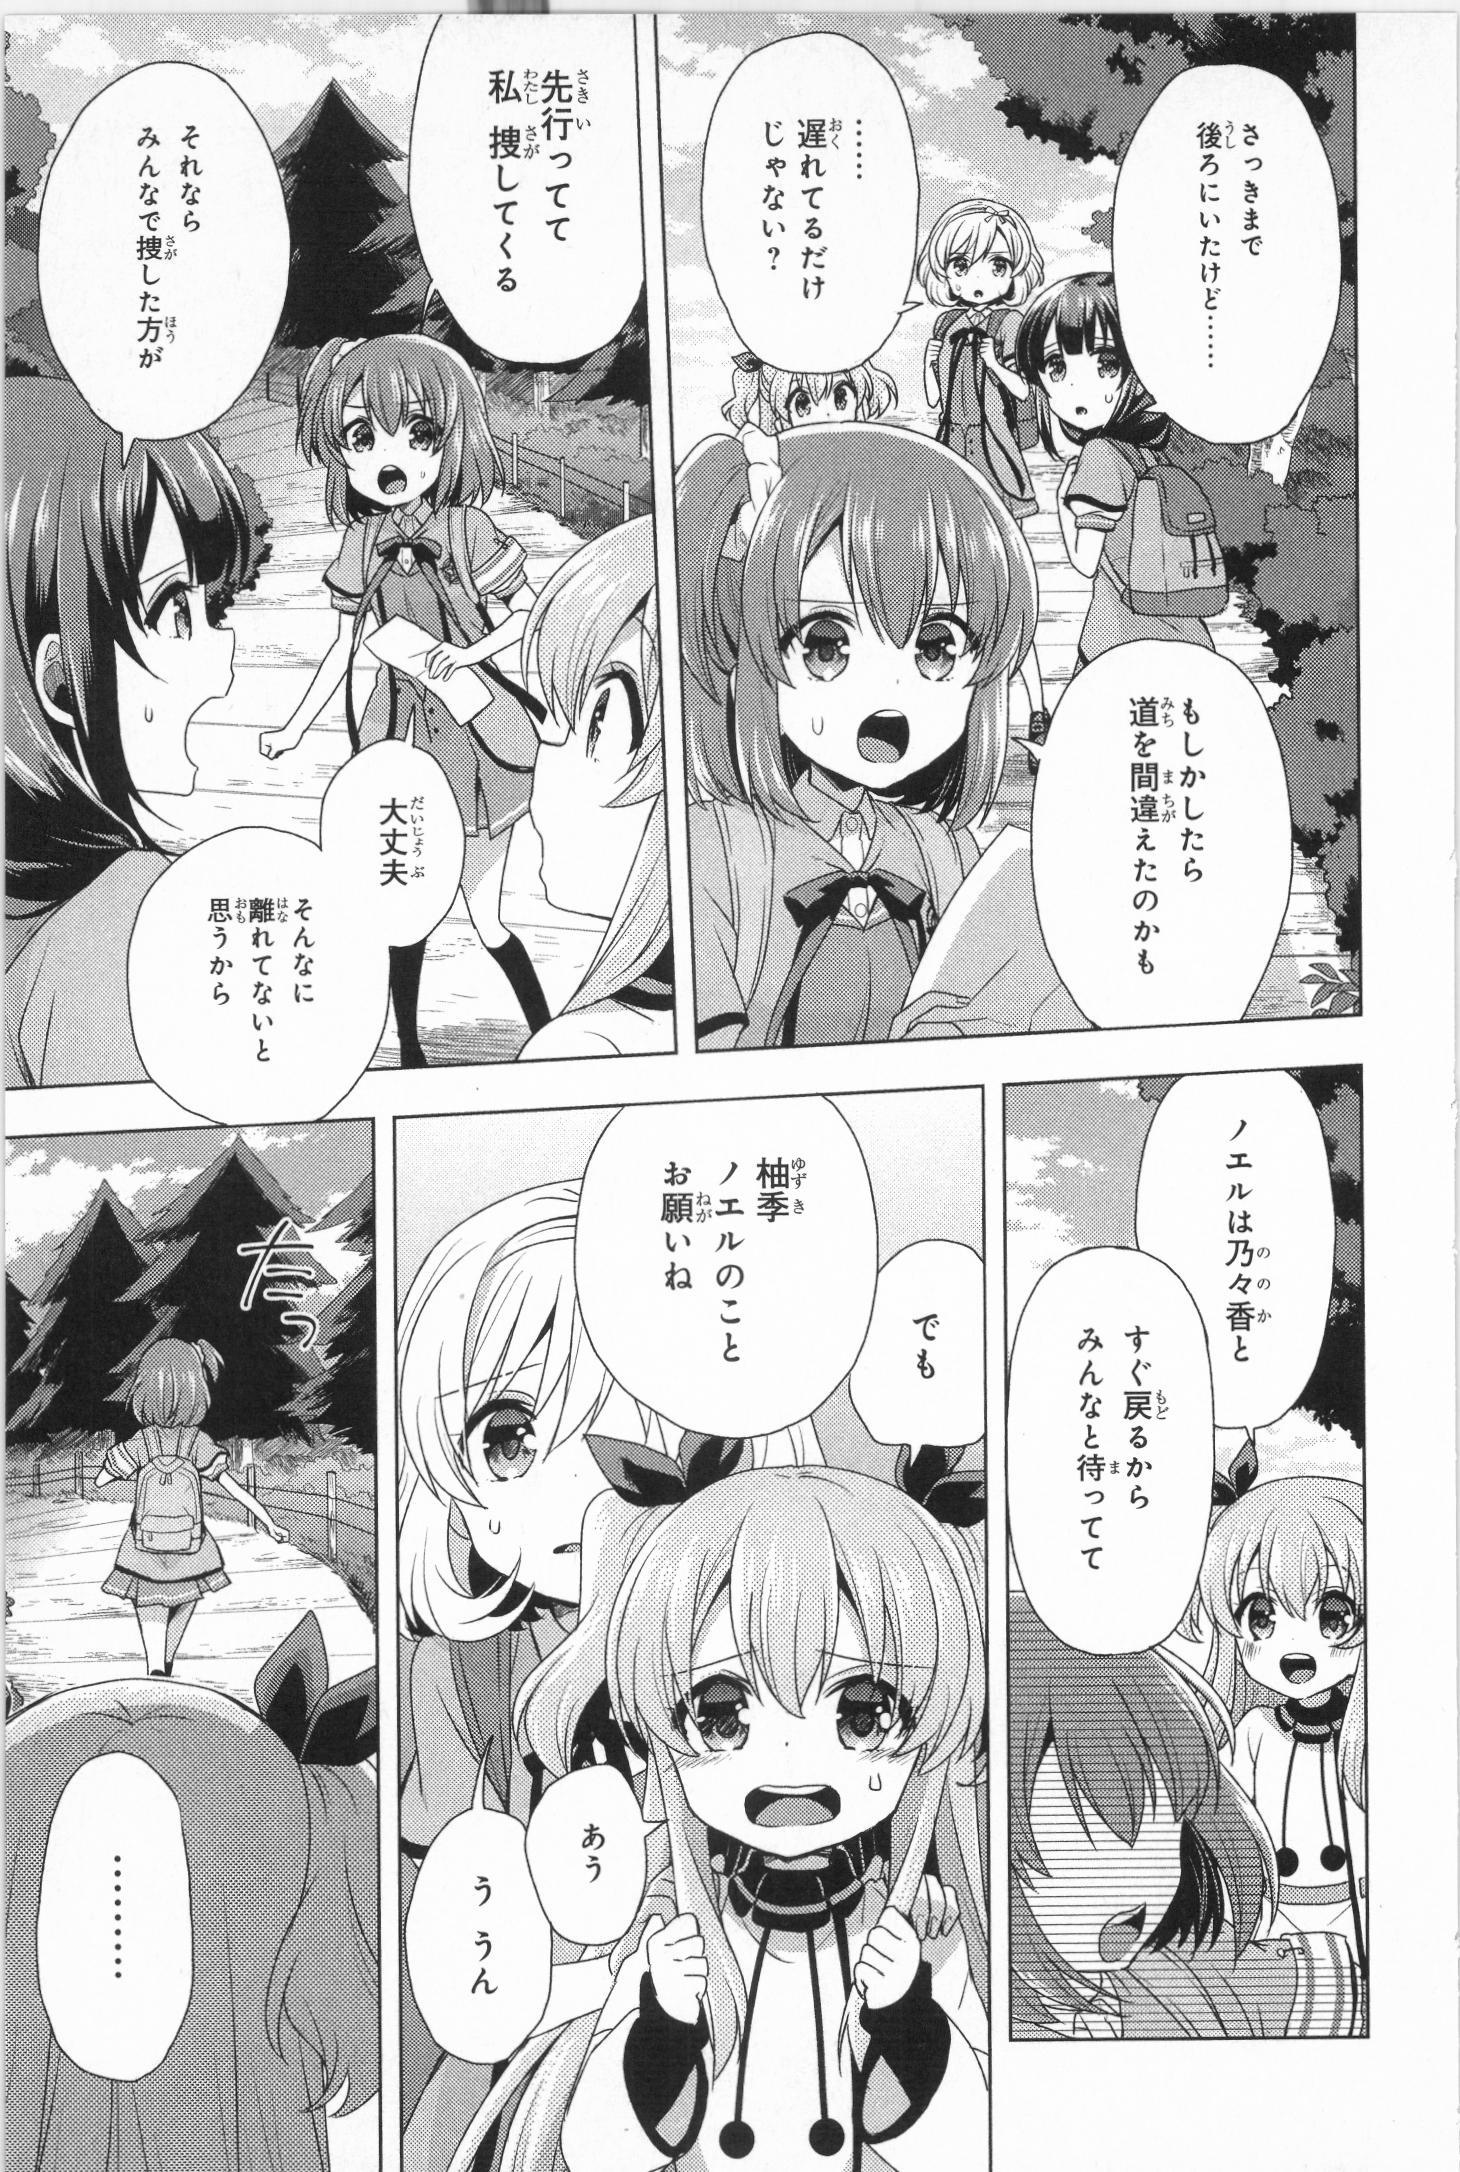 さっきまで
後ろにいたけど……
……
遅れてるだけ
じゃない?
もしかしたら
道を間違えたのかも
先行ってて
私 捜してくる
それなら
みんなで捜した方が
大丈夫
そんなに
離れてないと
思うから
ノエルは乃々香と
すぐ戻るから
みんなと待ってて
でも
柚季
ノエルのこと
お願いね
あう
ううん
たっ
………